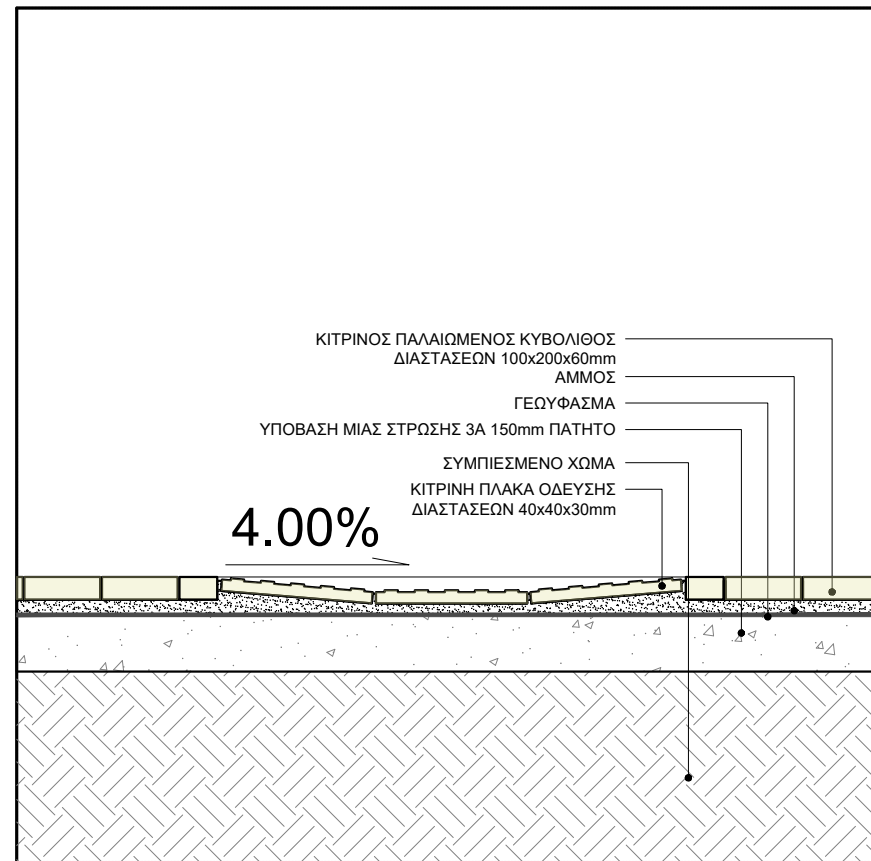 ΚΙΤΡΙΝΟΣ ΠΑΛΑΙΩΜΕΝΟΣ ΚΥΒΟΛΙΘΟΣ
ΔΙΑΣΤΑΣΕΩΝ 100x200x60mm
ΑΜΜΟΣ
ΓΕΩΥΦΑΣΜΑ
ΥΠΟΒΑΣΗ ΜΙΑΣ ΣΤΡΩΣΗΣ 3Α 150mm ΠΑΤΗΤΟ
ΣΥΜΠΙΕΣΜΕΝΟ ΧΩΜΑ
ΚΙΤΡΙΝΗ ΠΛΑΚΑ ΟΔΕΥΣΗΣ
ΔΙΑΣΤΑΣΕΩΝ 40x40x30mm
4.00%